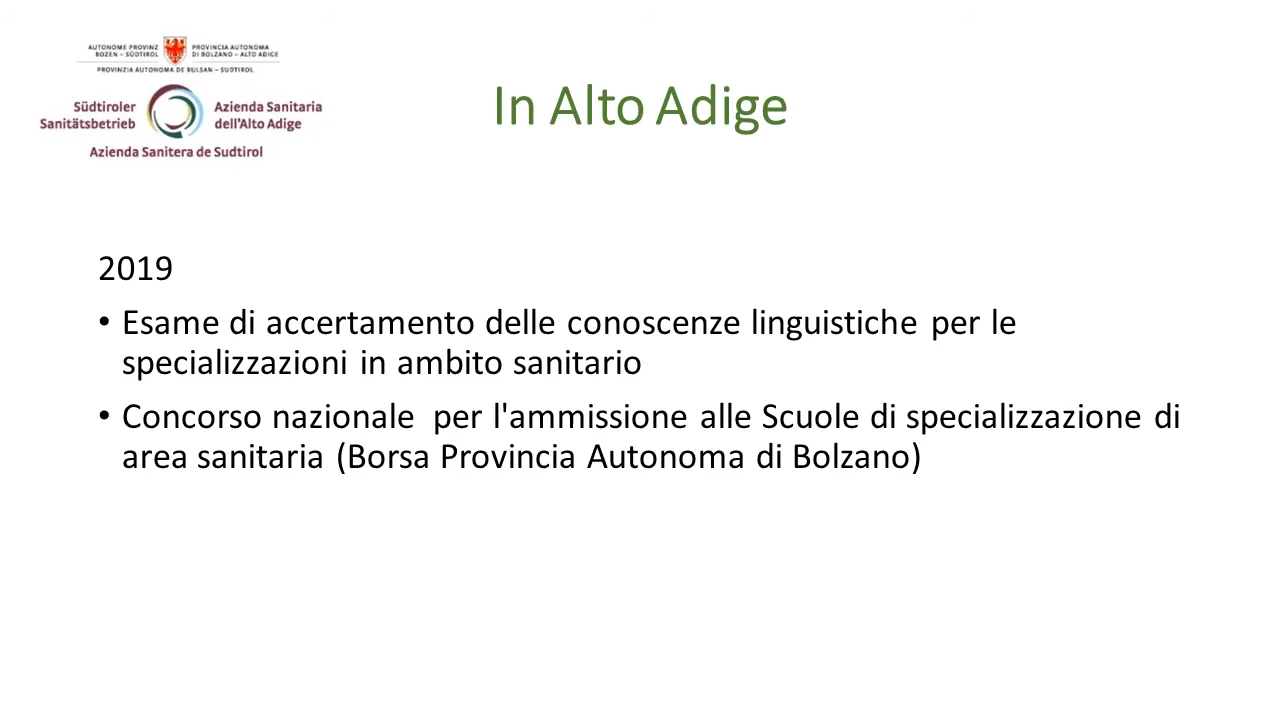 AUTONOME PROVINZ
BOZEN – SÜDTIROL
PROVINCIA AUTONOMA
DI BOLZANO – ALTO ADIGE
PROVINZIA AUTONOMA DE BULSAN – SUDTIROL
Südtiroler
Sanitätsbetrieb
Azienda Sanitaria
dell'Alto Adige
Azienda Sanitera de Sudtirol
In Alto Adige
2019
• Esame di accertamento delle conoscenze linguistiche per le
specializzazioni in ambito sanitario
• Concorso nazionale  per l'ammissione alle Scuole di specializzazione di
area sanitaria (Borsa Provincia Autonoma di Bolzano)